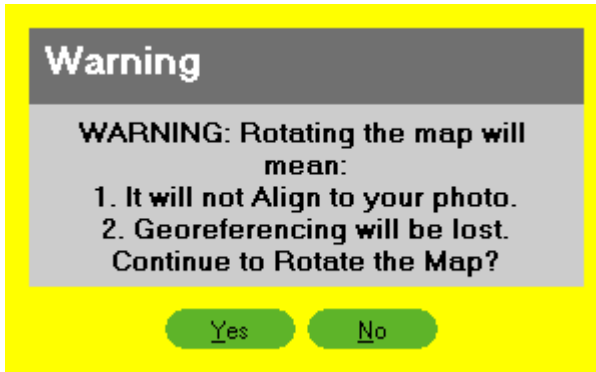 Warning
WARNING: Rotating the map will
mean:
1. It will not Align to your photo.
2. Georeferencing will be lost.
Continue to Rotate the Map?
Yes No